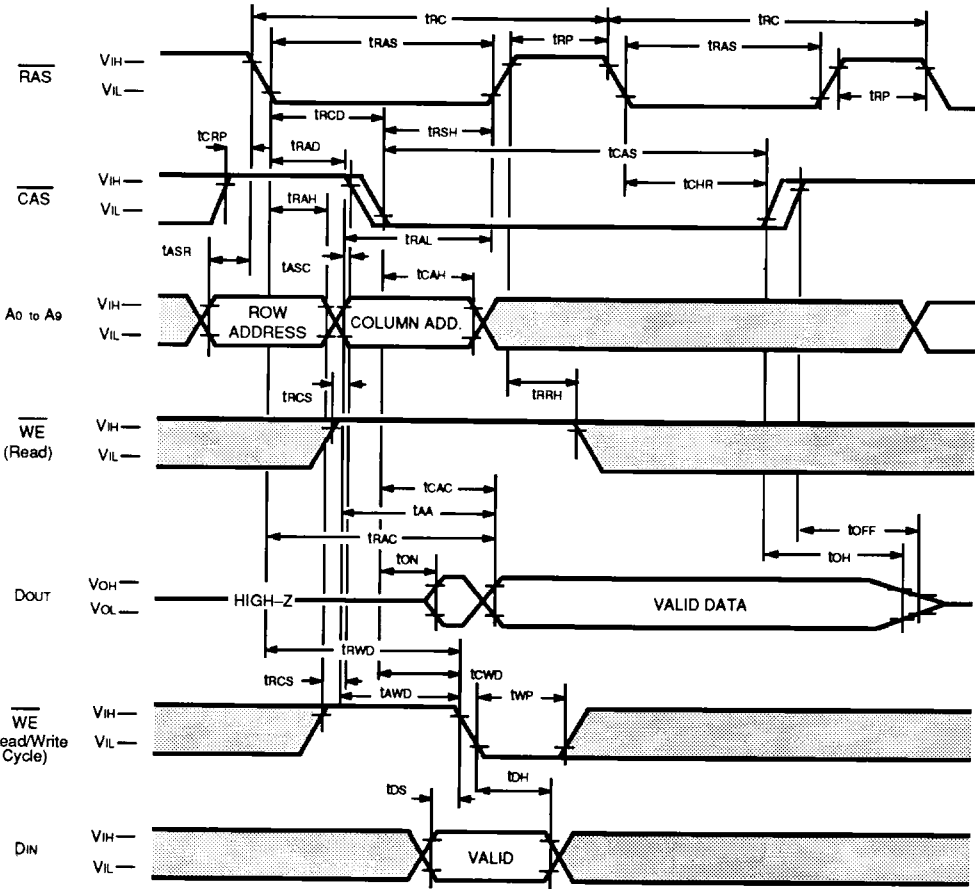 tRC tRC
tRAS tRP tRAS
RAS VIH
VIL
tRP
tRCD
tRSH
tCRP tRAD tCAS
CAS VIH
VIL
tCHR
tRAH
tRAL
tASR tASC tCAH
A0 to A9 VIH
VIL
ROW ADDRESS COLUMN ADD.
tRCS tRRH
WE (Read) VIH
VIL
tCAC
tAA
tRAC tOFF
tON tOH
DOUT VOH
VOL
HIGH–Z VALID DATA
tRWD
tRCS tCWD
tAWD tWP
WE VIH
ead/Write VIL
Cycle)
tDS tDH
DIN VIH
VIL
VALID